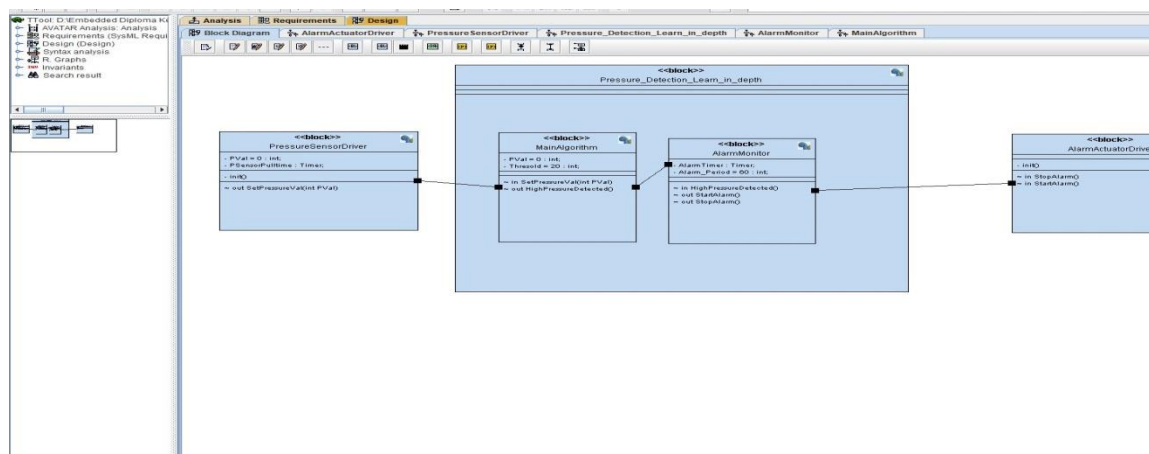 TTool: D:\Embedded Diploma Ke
AVATAR Analysis: Analysis
Requirements (SysML Requi
Design (Design)
Syntax analysis
R. Graphs
Invariants
Search result
Analysis
Requirements
Design
Block Diagram
AlarmActuatorDriver
PressureSensorDriver
Pressure_Detection_Learn_in_depth
AlarmMonitor
MainAlgorithm
<<block>>
Pressure_Detection_Learn_in_depth
<<block>>
PressureSensorDriver
- PVal = 0 : int;
- PSensorPulltime : Timer;
- init()
~ out SetPressureVal(int PVal)
<<block>>
MainAlgorithm
- PVal = 0 : int;
- Thresold = 20 : int;
~ in SetPressureVal(int PVal)
~ out HighPressureDetected()
<<block>>
AlarmMonitor
- AlarmTimer : Timer;
- Alarm_Period = 60 : int;
~ in HighPressureDetected()
~ out StartAlarm()
~ out StopAlarm()
<<block>>
AlarmActuatorDrive
- init()
~ in StopAlarm()
~ in StartAlarm()